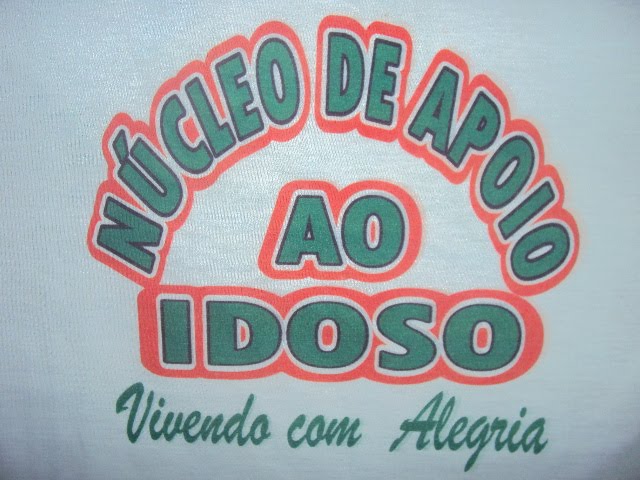 NÚCLEO DE APOIO
AO
IDOSO
Vivendo com Alegria